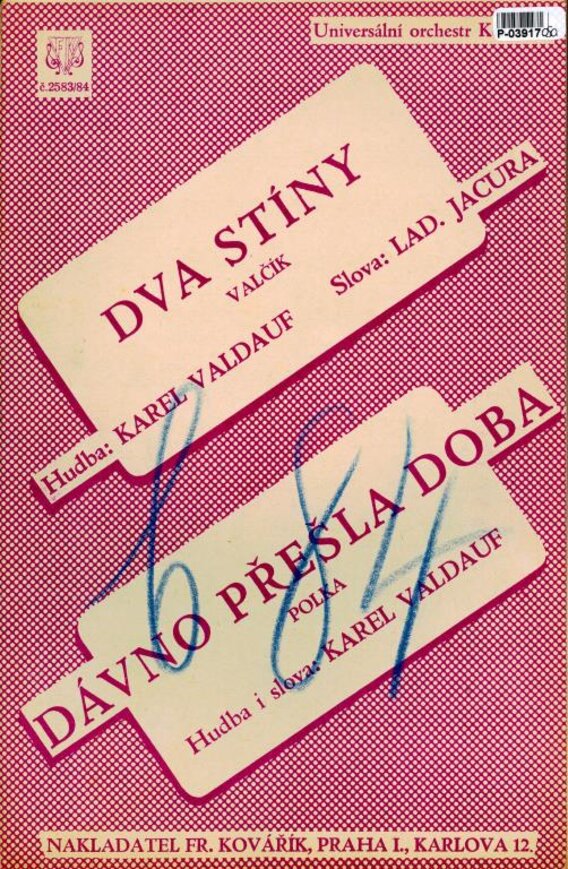 Universální orchestr K
P-03917
č.2583/84
DVA STÍNY
VALČÍK
Slova: LAD. JACURA
Hudba: KAREL VALDAUF
684
DÁVNO PŘEŠLA DOBA
POLKA
Hudba i slova: KAREL VALDAUF
NAKLADATEL FR. KOVÁŘÍK, PRAHA I., KARLOVA 12.